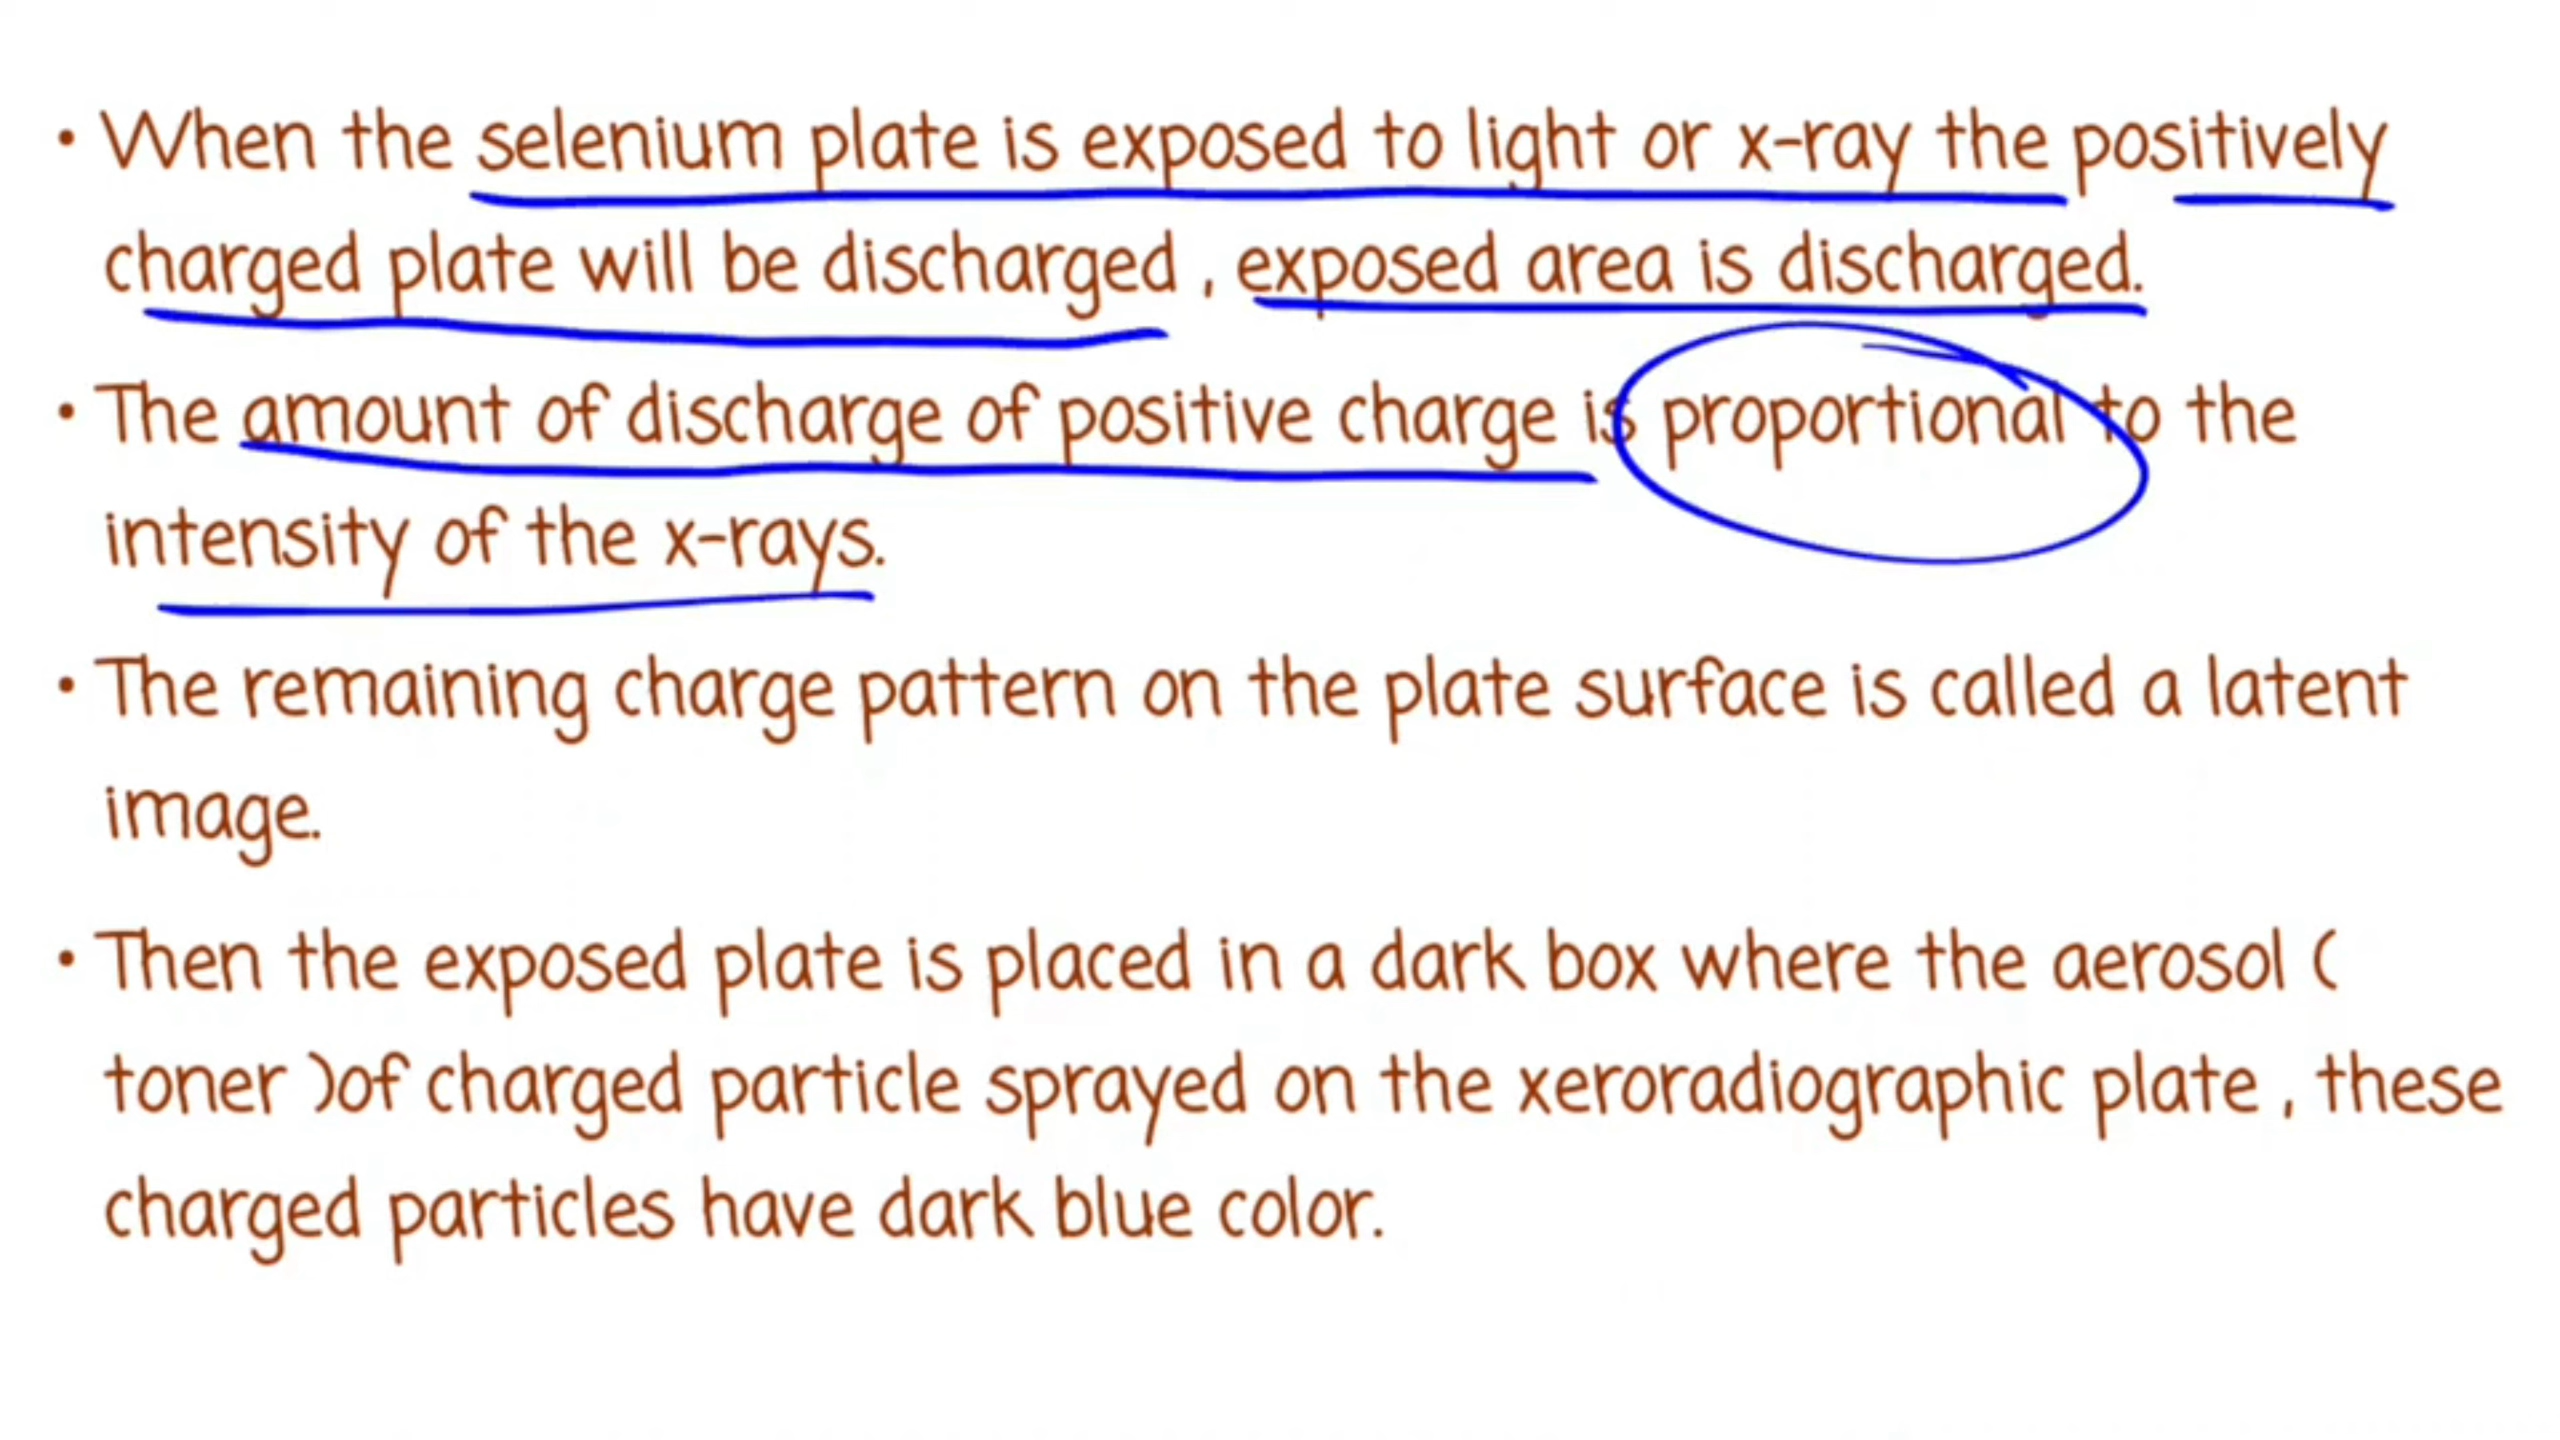 • When the selenium plate is exposed to light or x-ray the positively
charged plate will be discharged , exposed area is discharged.
• The amount of discharge of positive charge is proportional to the
intensity of the x-rays.
• The remaining charge pattern on the plate surface is called a latent
image.
• Then the exposed plate is placed in a dark box where the aerosol (
toner )of charged particle sprayed on the xeroradiographic plate , these
charged particles have dark blue color.